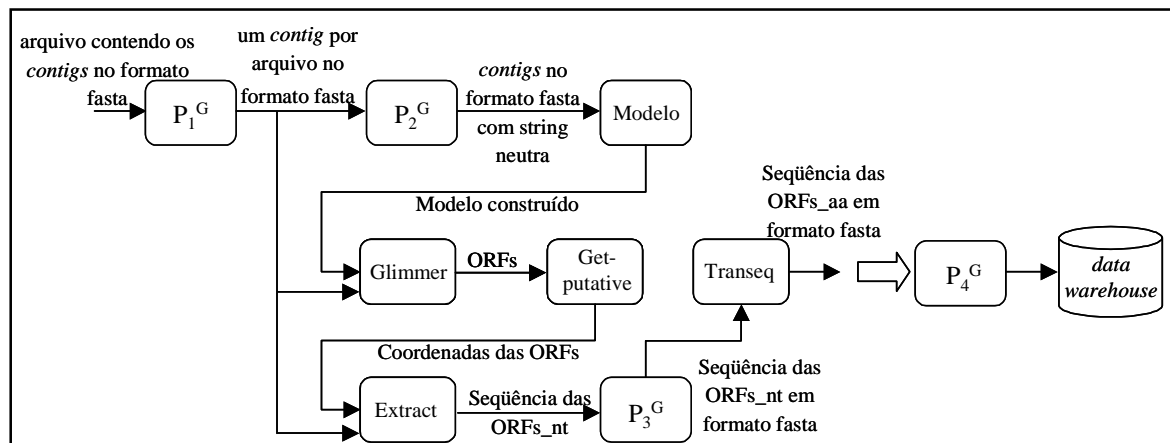 arquivo contendo os
contigs no formato
fasta
P₁ᴳ
um contig por
arquivo no
formato fasta
P₂ᴳ
contigs no
formato fasta
com string
neutra
Modelo
Modelo construído
Glimmer
ORFs
Get-
putative
Coordenadas das ORFs
Extract
Seqüência das
ORFs_nt
P₃ᴳ
Seqüência das
ORFs_nt em
formato fasta
Transeq
Seqüência das
ORFs_aa em
formato fasta
P₄ᴳ
data
warehouse